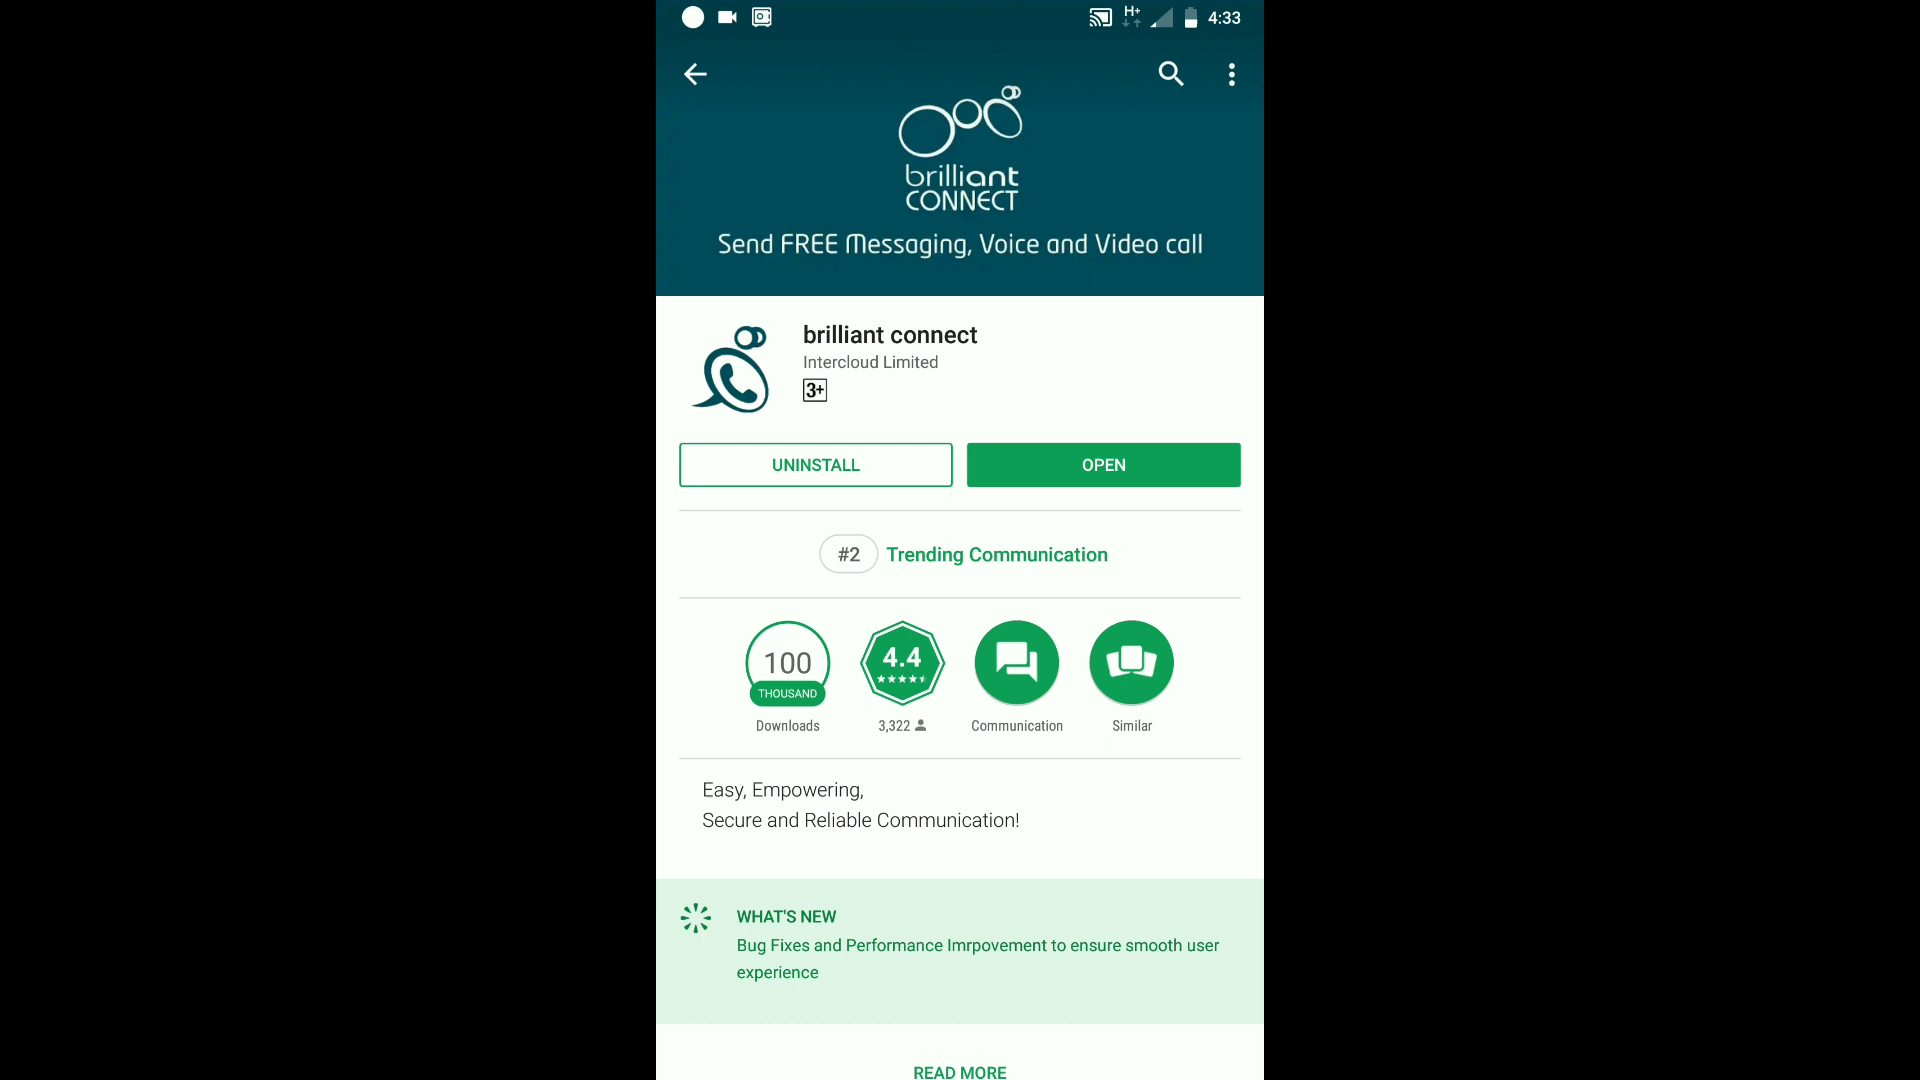 H+
4:33
brilliant
CONNECT
Send FREE Messaging, Voice and Video call
brilliant connect
Intercloud Limited
3+
UNINSTALL
OPEN
#2 Trending Communication
100
THOUSAND
Downloads
4.4
3,322
Communication
Similar
Easy, Empowering,
Secure and Reliable Communication!
WHAT'S NEW
Bug Fixes and Performance Imrpovement to ensure smooth user
experience
READ MORE